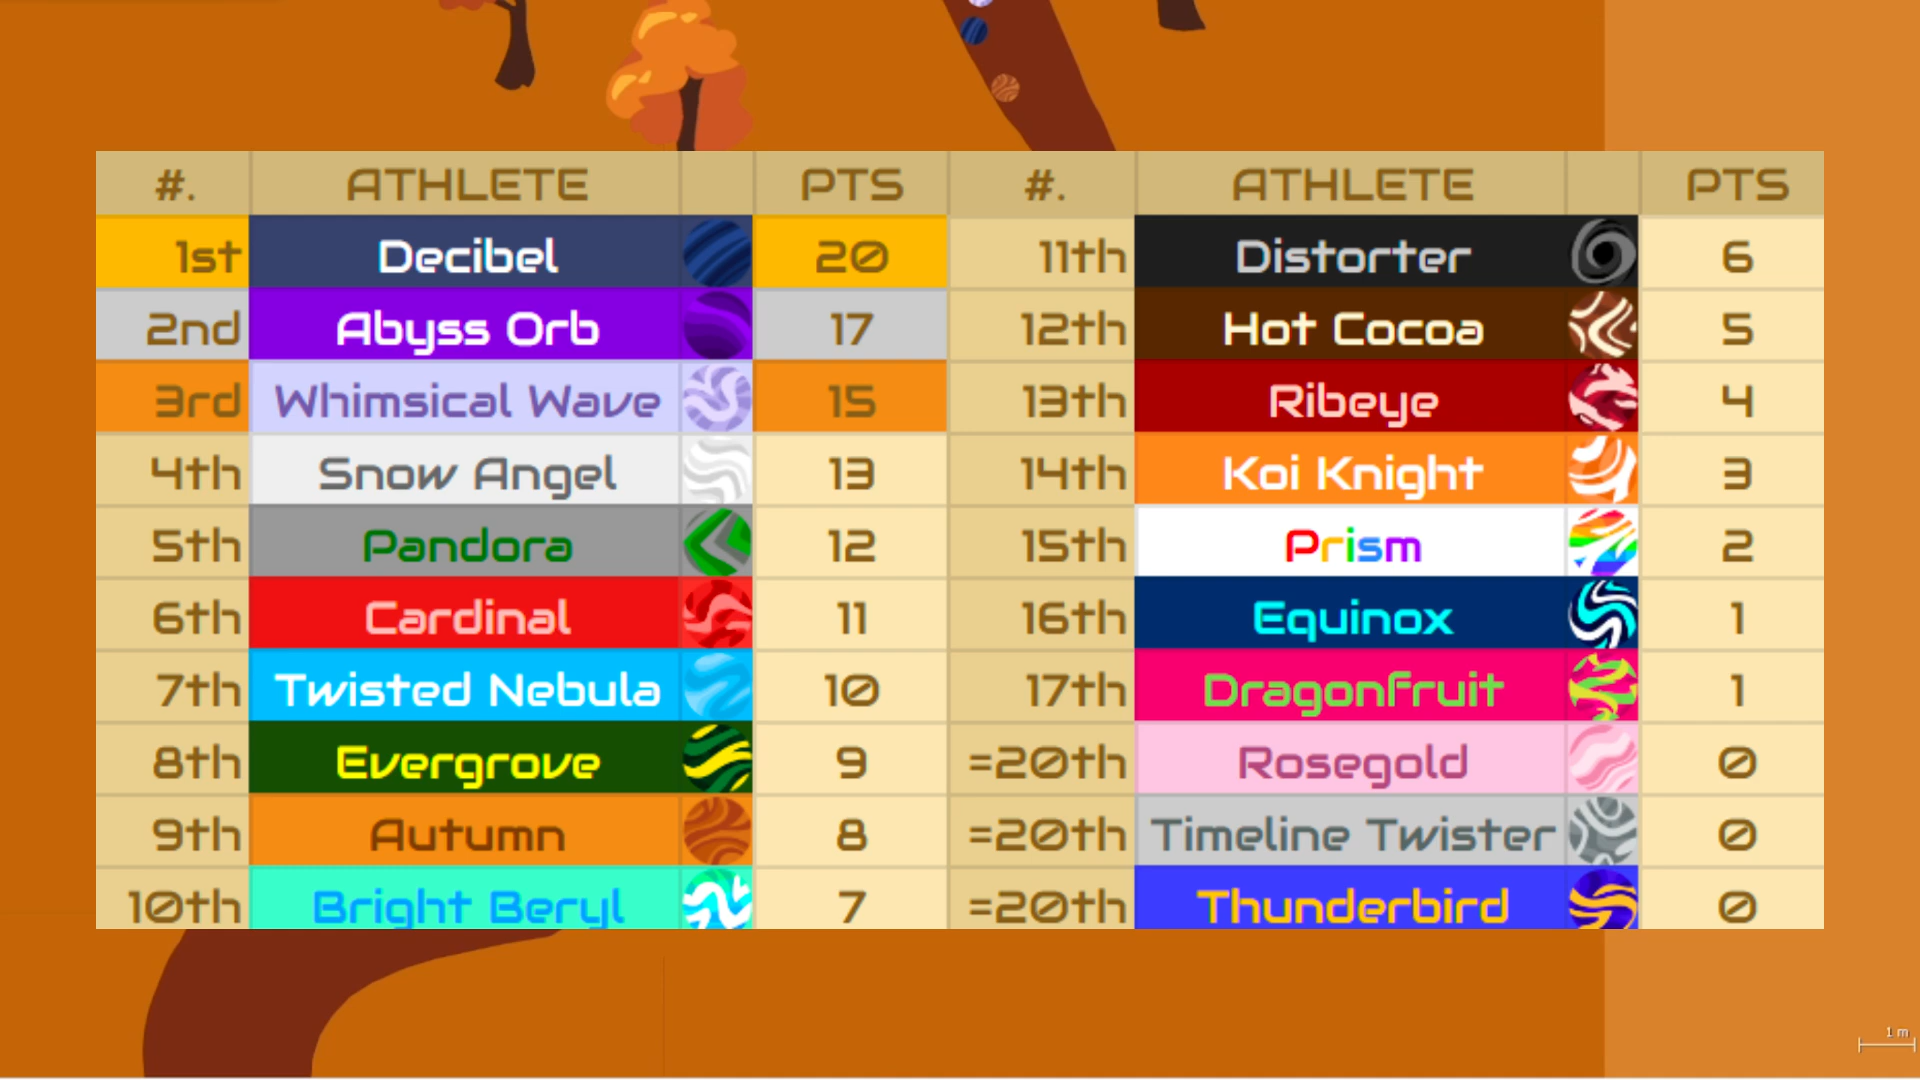 #. ATHLETE PTS #. ATHLETE PTS
1st Decibel 20 11th Distorter 6
2nd Abyss Orb 17 12th Hot Cocoa 5
3rd Whimsical Wave 15 13th Ribeye 4
4th Snow Angel 13 14th Koi Knight 3
5th Pandora 12 15th Prism 2
6th Cardinal 11 16th Equinox 1
7th Twisted Nebula 10 17th Dragonfruit 1
8th Evergrove 9 =20th Rosegold 0
9th Autumn 8 =20th Timeline Twister 0
10th Bright Beryl 7 =20th Thunderbird 0
1 m